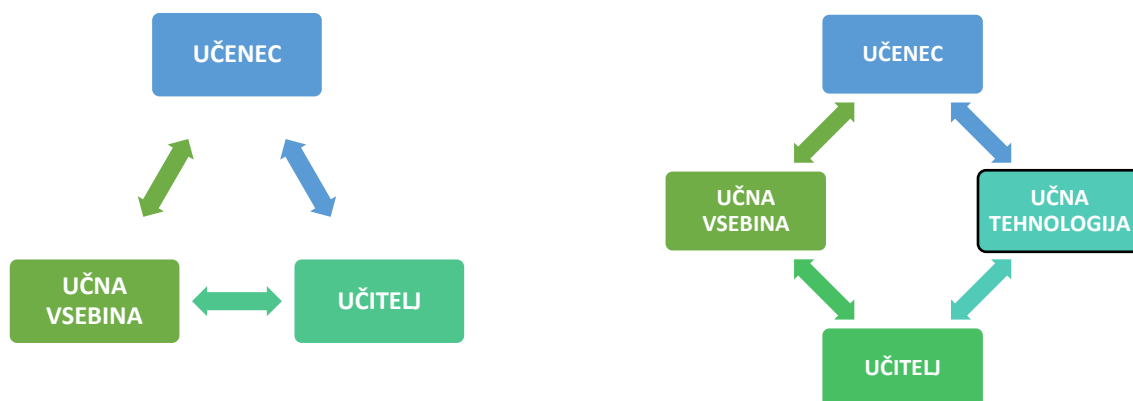 UČENEC
UČNA
VSEBINA
UČITELJ
UČENEC
UČNA
VSEBINA
UČNA
TEHNOLOGIJA
UČITELJ